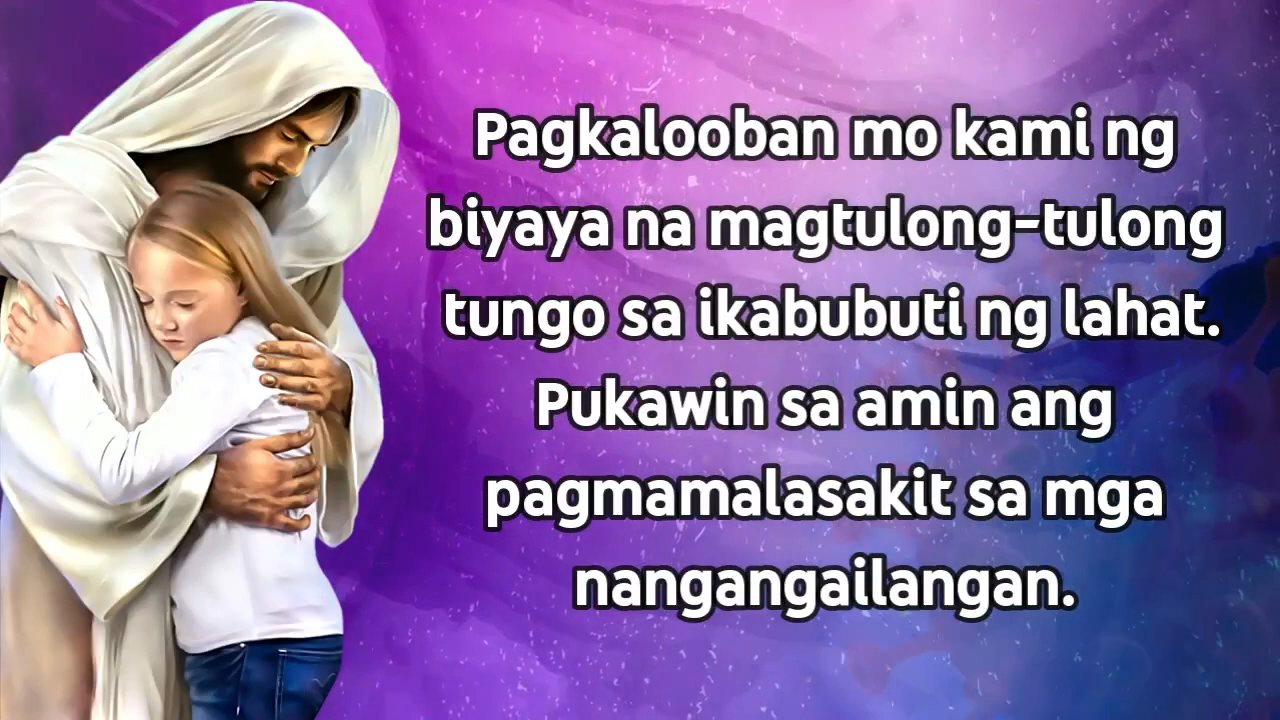 Pagkalooban mo kami ng
biyaya na magtulong-tulong
tungo sa ikabubuti ng lahat.
Pukawin sa amin ang
pagmamalasakit sa mga
nangangailangan.